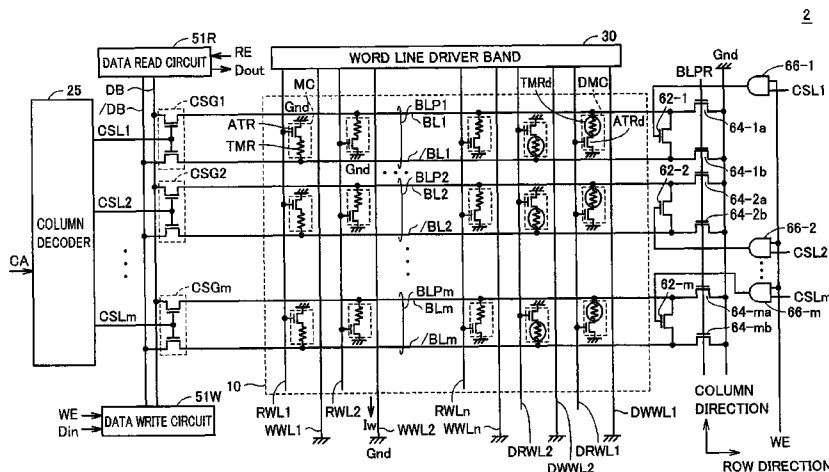 2
51R
DATA READ CIRCUIT
RE
Dout
30
WORD LINE DRIVER BAND
Gnd
66-1
BLPR
CSL1
25
DB
/DB
CSG1
MC
Gnd
TMRd
DMC
62-1
BLP1
BL1
64-1a
CSL1
ATR
ATRd
TMR
/BL1
64-1b
CSG2
Gnd
BLP2
BL2
62-2
64-2a
CSL2
64-2b
COLUMN DECODER
/BL2
66-2
CSL2
CA
CSGm
BLPm
BLm
62-m
CSLm
CSLm
64-ma
66-m
/BLm
64-mb
10
51W
WE
Din
DATA WRITE CIRCUIT
RWL1
WWL1
RWL2
Iw
WWL2
Gnd
RWLn
WWLn
DRWL2
DWWL2
DRWL1
DWWL1
COLUMN DIRECTION
ROW DIRECTION
WE